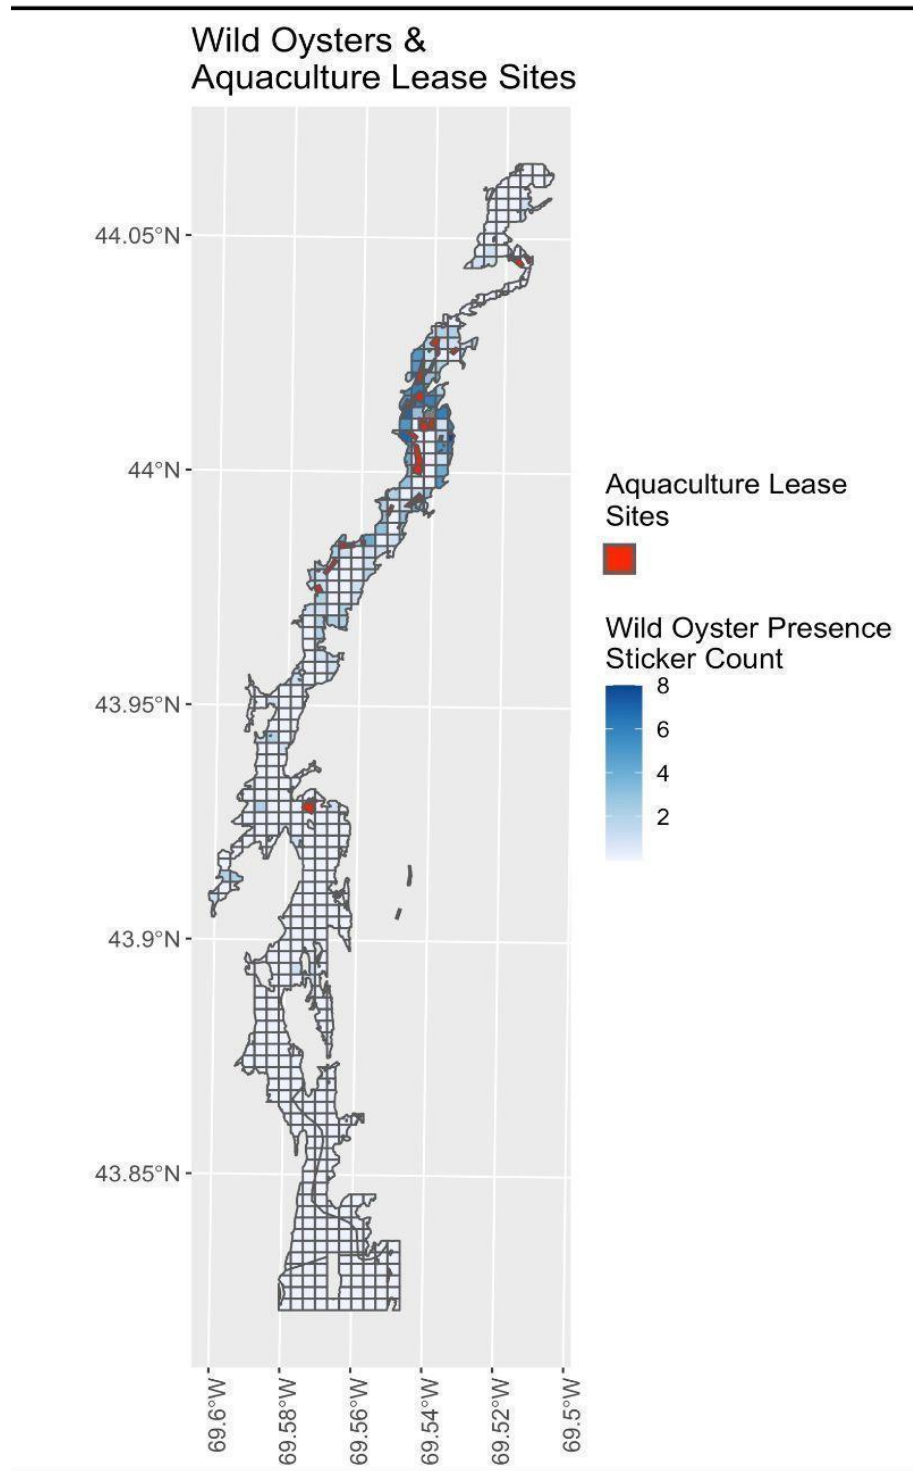 Wild Oysters &
Aquaculture Lease Sites
44.05°N
44°N
43.95°N
43.9°N
43.85°N
69.6°W
69.58°W
69.56°W
69.54°W
69.52°W
69.5°W
Aquaculture Lease
Sites
Wild Oyster Presence
Sticker Count
8
6
4
2